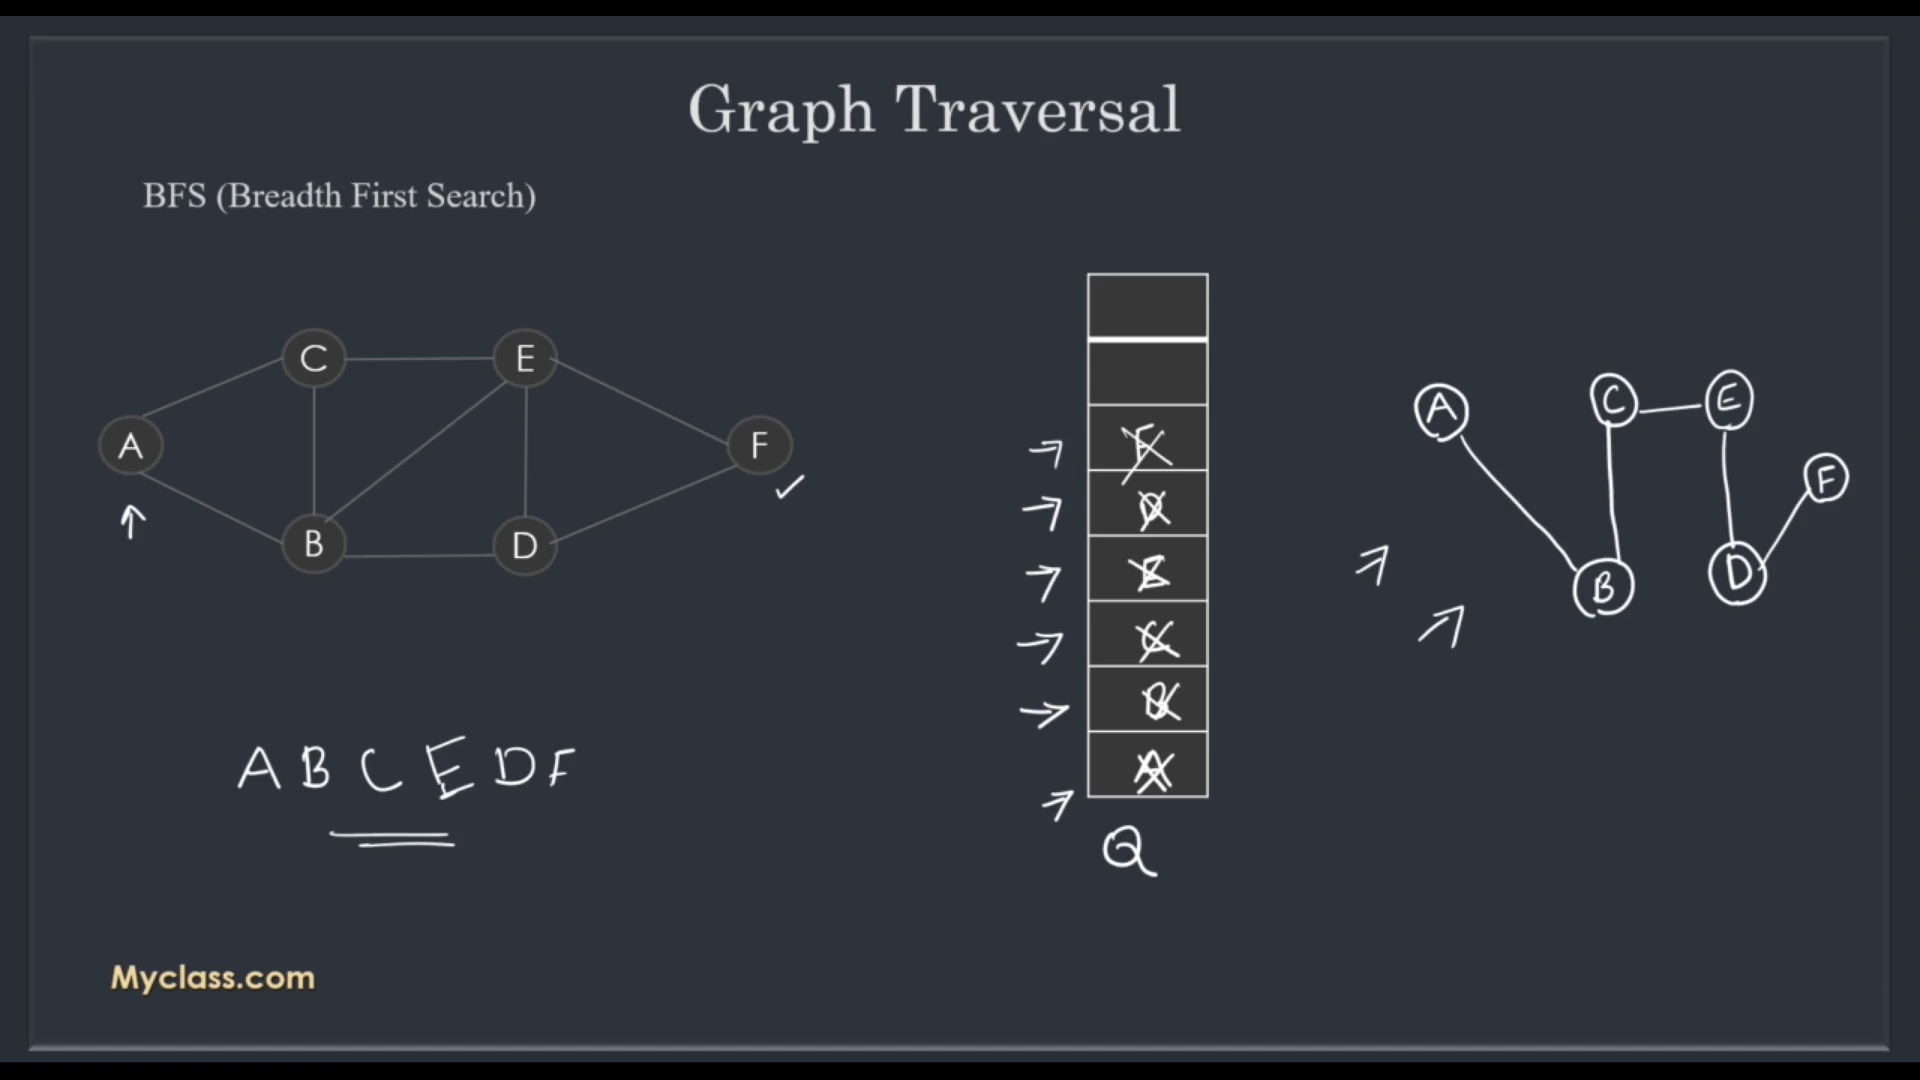 Graph Traversal
BFS (Breadth First Search)
C E
A F
B D
A B C E D F
F
D
E
C
B
A
Q
A C E
F
B D
Myclass.com